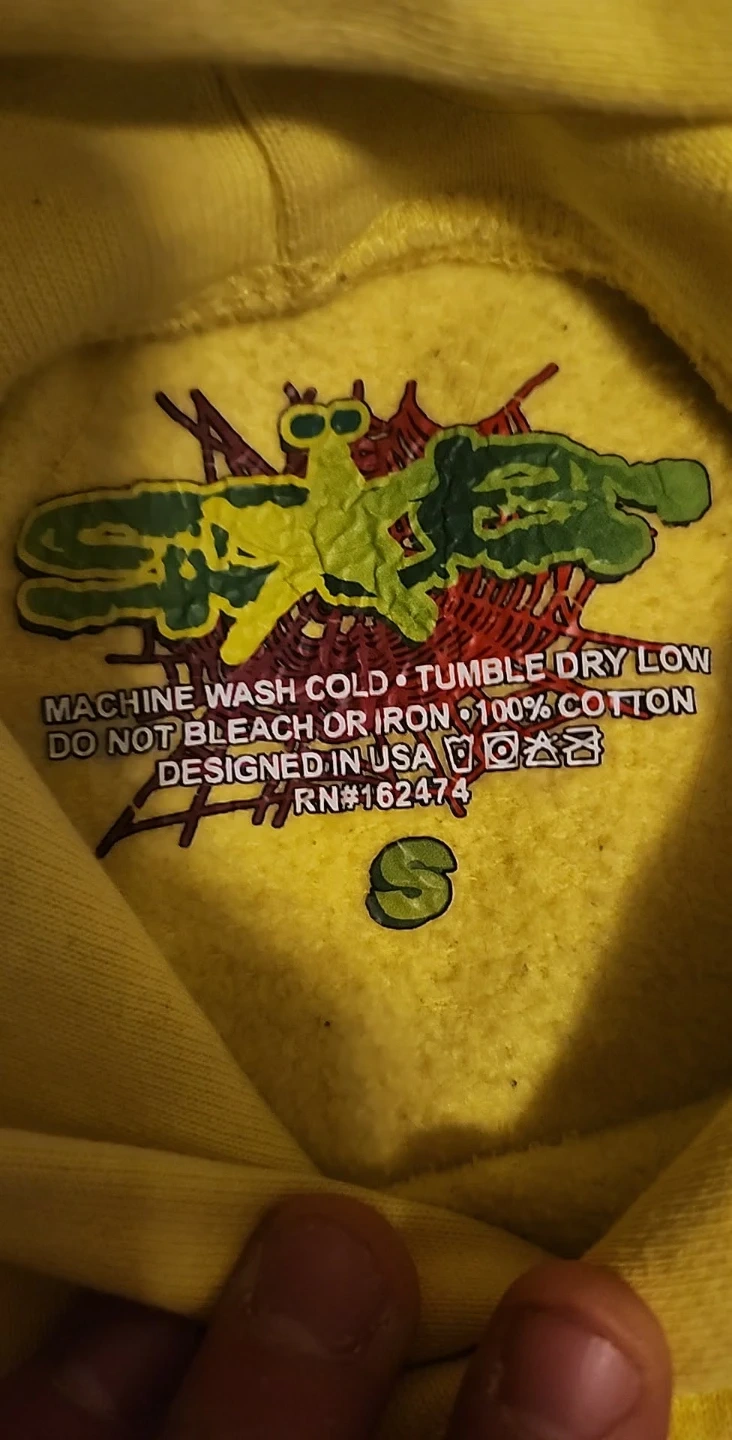 MACHINE WASH COLD • TUMBLE DRY LOW
DO NOT BLEACH OR IRON • 100% COTTON
DESIGNED IN USA
RN#162474
S